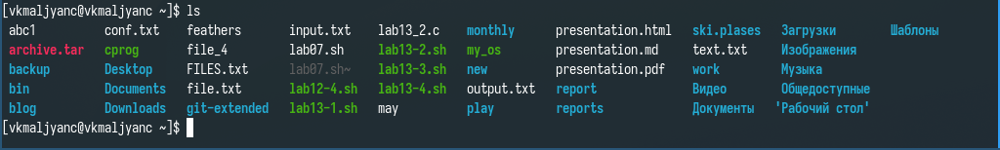 [vkmaljyanc@vkmaljyanc ~]$ ls
abc1 conf.txt feathers input.txt lab13_2.c monthly presentation.html ski.plases Загрузки Шаблоны
archive.tar cprog file_4 lab07.sh lab13-2.sh my_os presentation.md text.txt Изображения
backup Desktop FILES.txt lab07.sh~ lab13-3.sh new presentation.pdf work Музыка
bin Documents file.txt lab12-4.sh lab13-4.sh output.txt report Видео Общедоступные
blog Downloads git-extended lab13-1.sh may play reports Документы 'Рабочий стол'
[vkmaljyanc@vkmaljyanc ~]$